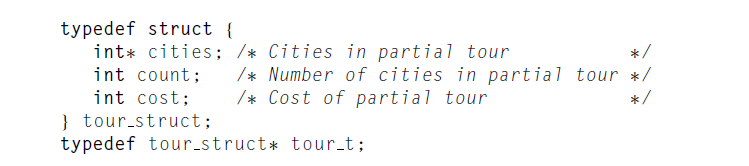 typedef struct {
   int* cities; /* Cities in partial tour           */
   int count;   /* Number of cities in partial tour */
   int cost;    /* Cost of partial tour             */
} tour_struct;
typedef tour_struct* tour_t;